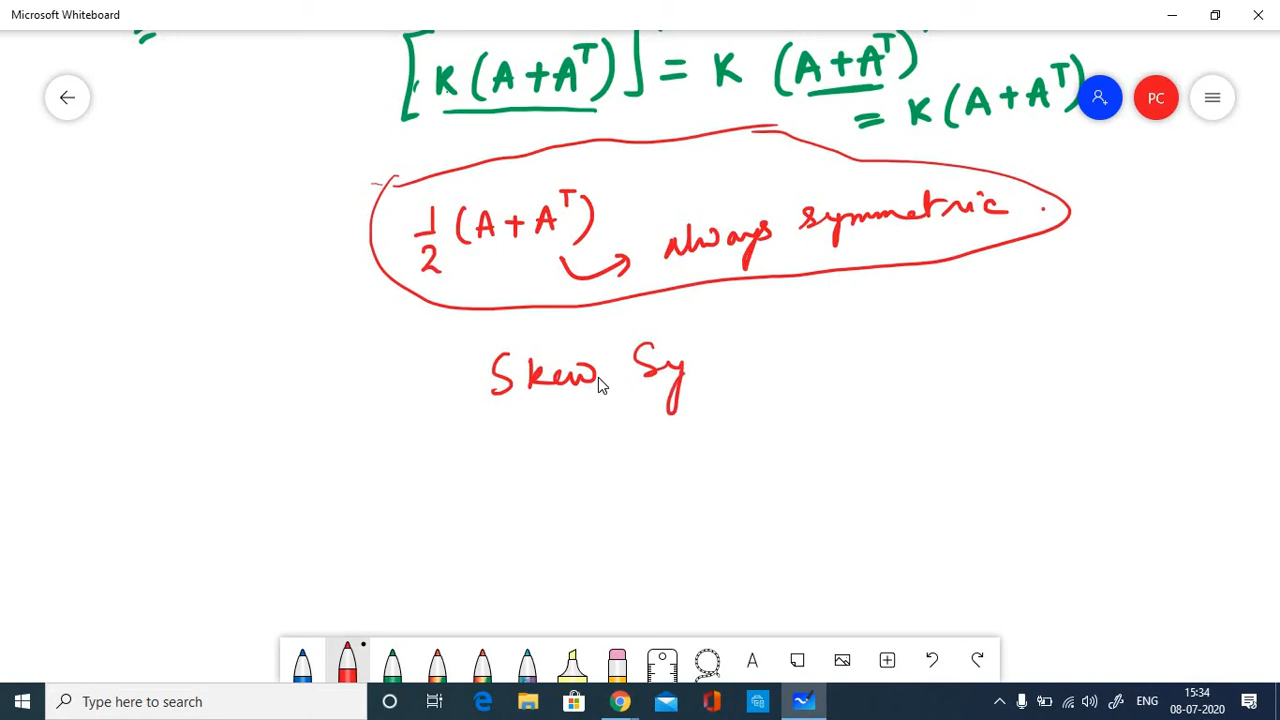 Microsoft Whiteboard
[K(A+A^T)] = K (A+A^T)
= K(A+A^T)
PC
1/2 (A+A^T) always symmetric.
Skew Sy
A
Type here to search
ENG
15:34
08-07-2020